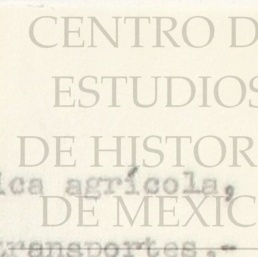 CENTRO D
ESTUDIOS
DE HISTOR
ica agrícola,
DE MEXIC
transportes.-